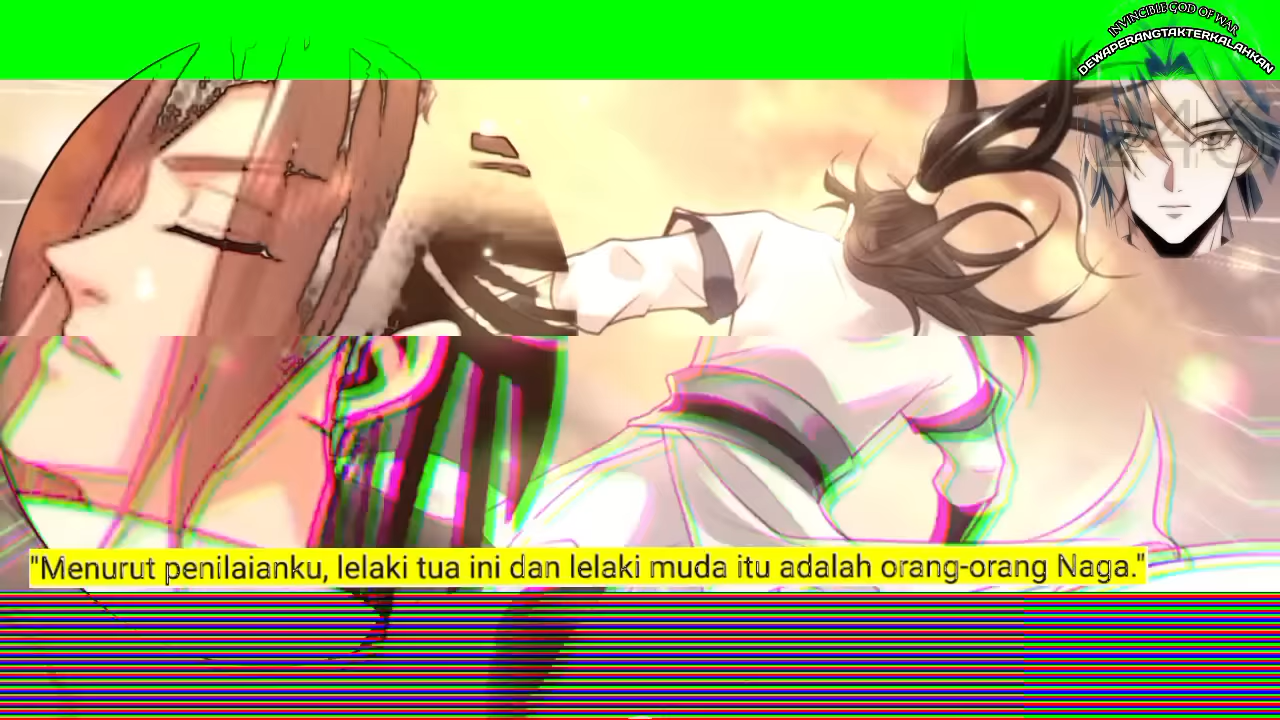 INVINCIBLE GOD OF WAR
DEWAPERANGTAKTERKALAHKAN
"Menurut penilaianku, lelaki tua ini dan lelaki muda itu adalah orang-orang Naga."